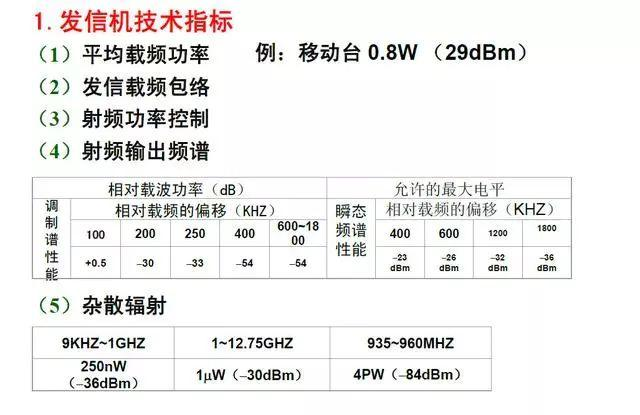 1.发信机技术指标
（1）平均载频功率 例：移动台 0.8W （29dBm）
（2）发信载频包络
（3）射频功率控制
（4）射频输出频谱
相对载波功率（dB） 允许的最大电平
调制谱性能 相对载频的偏移（KHZ） 瞬态频谱性能 相对载频的偏移（KHZ）
100 200 250 400 600~1800 400 600 1200 1800
+0.5 –30 –33 –54 –54 –23 dBm –26 dBm –32 dBm –36 dBm
（5）杂散辐射
9KHZ~1GHZ 1~12.75GHZ 935~960MHZ
250nW（–36dBm） 1μW（–30dBm） 4PW（–84dBm）